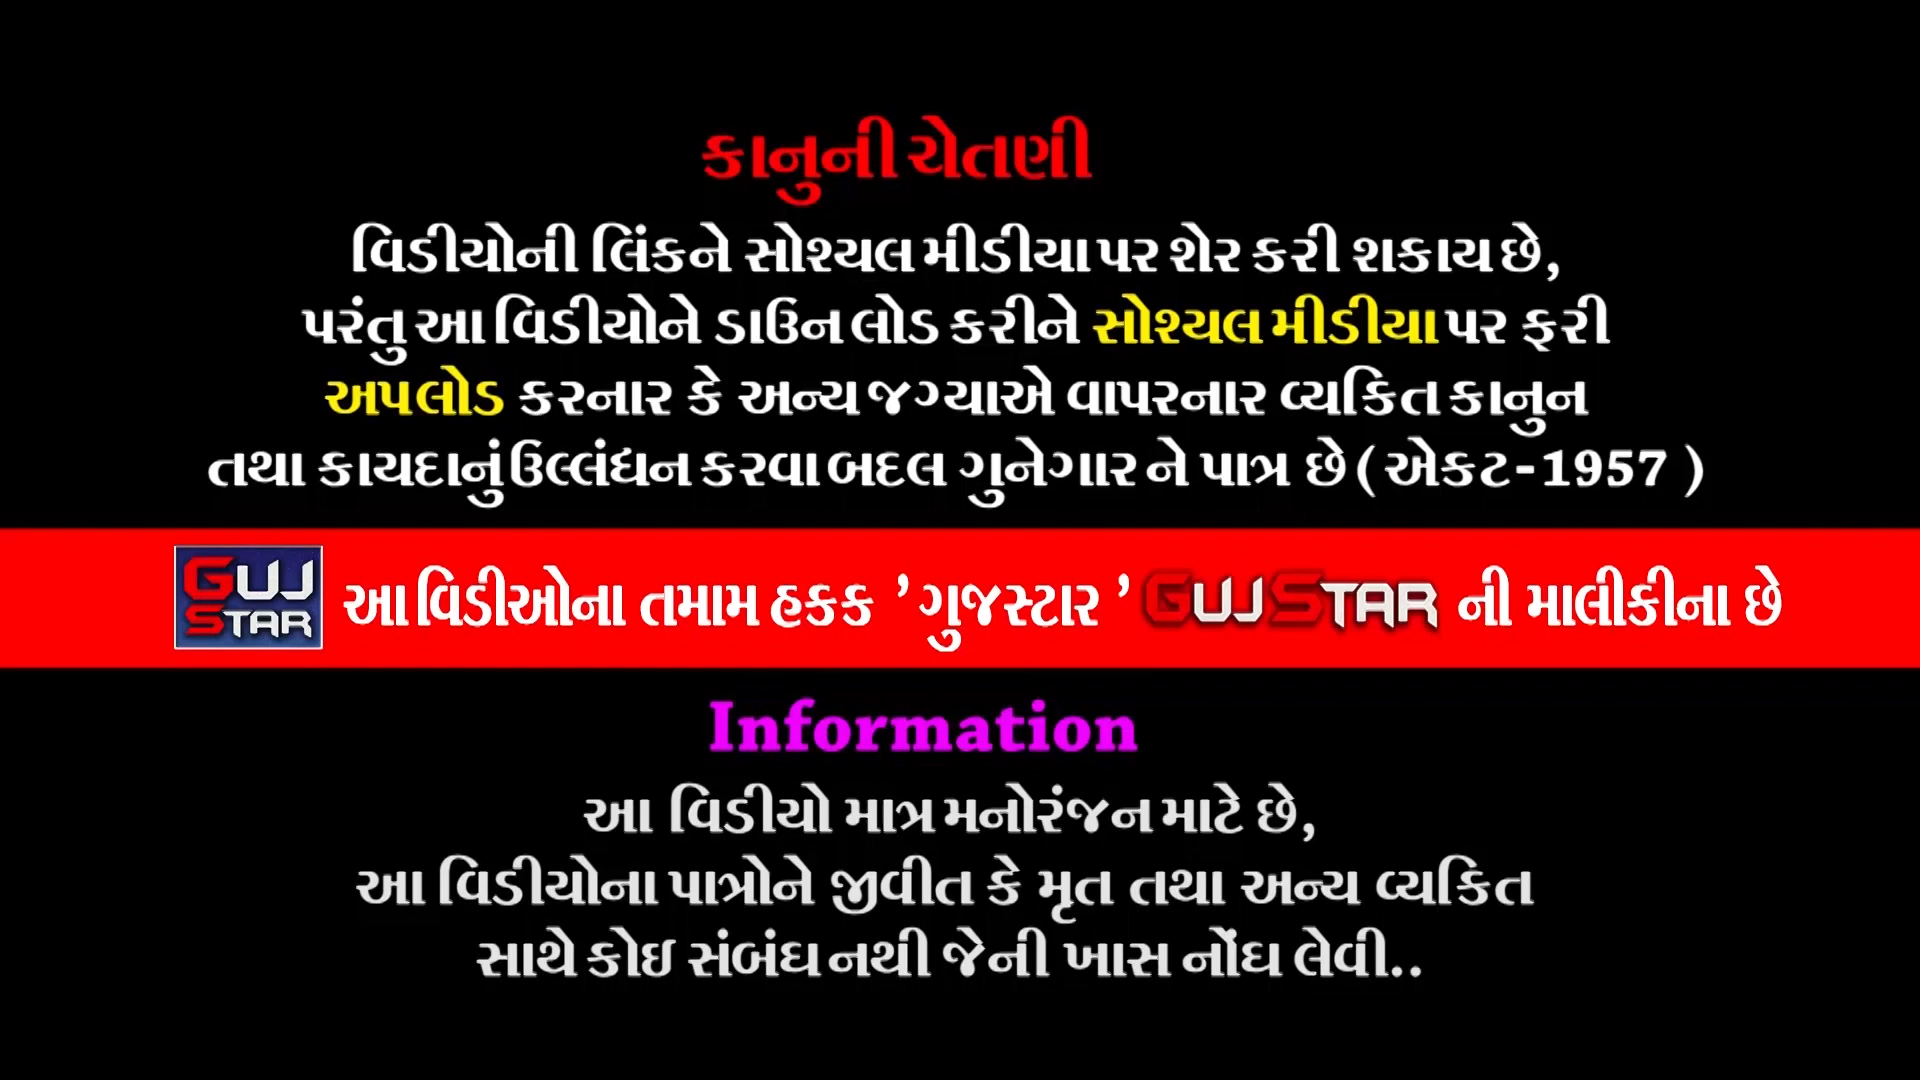 કાનુની ચેતણી
વિડીયોની લિંકને સોશ્યલ મીડીયા પર શેર કરી શકાય છે,
પરંતુ આ વિડીયોને ડાઉન લોડ કરીને સોશ્યલ મીડીયા પર ફરી
અપલોડ કરનાર કે અન્ય જગ્યાએ વાપરનાર વ્યકિત કાનુન
તથા કાયદાનું ઉલ્લંઘન કરવા બદલ ગુનેગાર ને પાત્ર છે ( એકટ-1957 )
GUJ STAR આ વિડીઓના તમામ હકક ’ ગુજસ્ટાર ’ GUJ STAR ની માલીકીના છે
Information
આ વિડીયો માત્ર મનોરંજન માટે છે,
આ વિડીયોના પાત્રોને જીવીત કે મૃત તથા અન્ય વ્યકિત
સાથે કોઇ સંબંઘ નથી જેની ખાસ નોંઘ લેવી..